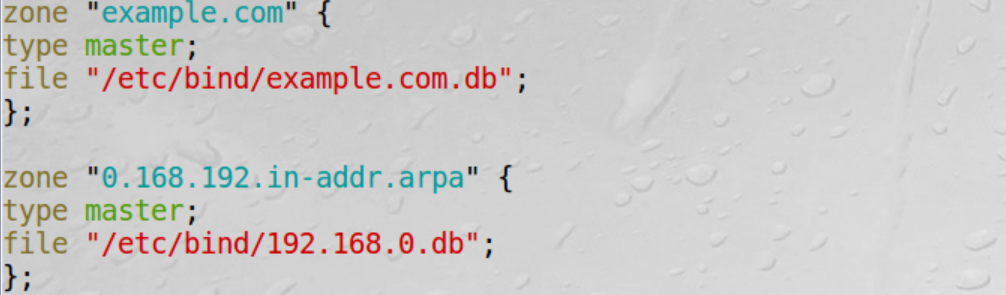 zone "example.com" {
type master;
file "/etc/bind/example.com.db";
};
zone "0.168.192.in-addr.arpa" {
type master;
file "/etc/bind/192.168.0.db";
};